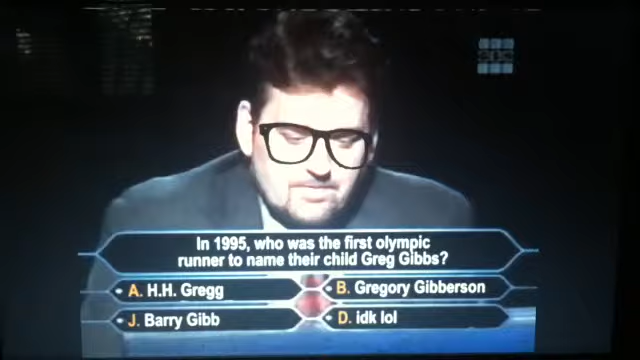 In 1995, who was the first olympic
runner to name their child Greg Gibbs?
A. H.H. Gregg
B. Gregory Gibberson
J. Barry Gibb
D. idk lol